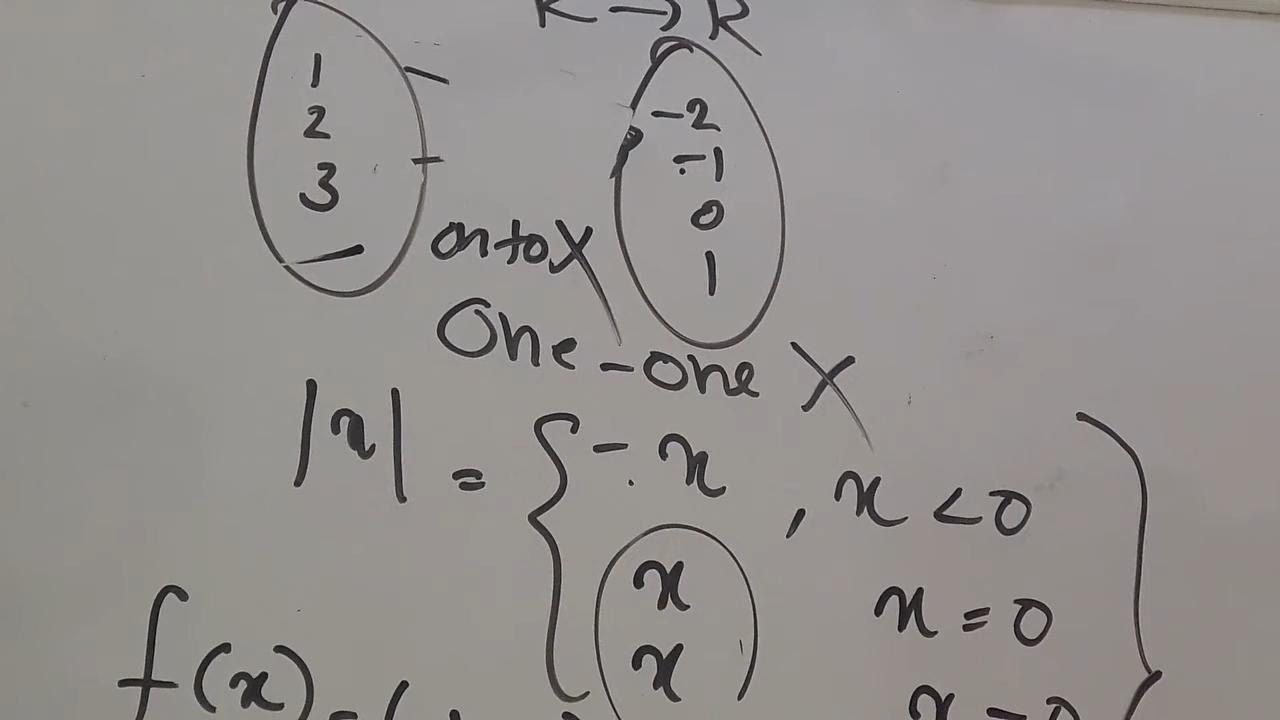 R → R
1
2
3
-2
-1
0
1
onto X
One-one X
|x| = { -x , x < 0
x x = 0
x
f(x) =